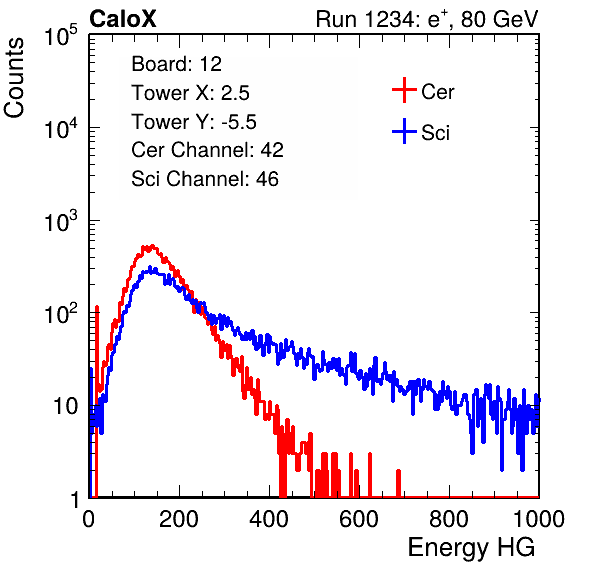 CaloX Run 1234: e⁺, 80 GeV
Counts
Board: 12
Tower X: 2.5
Tower Y: -5.5
Cer Channel: 42
Sci Channel: 46
Cer
Sci
10⁵
10⁴
10³
10²
10
1
0 200 400 600 800 1000
Energy HG